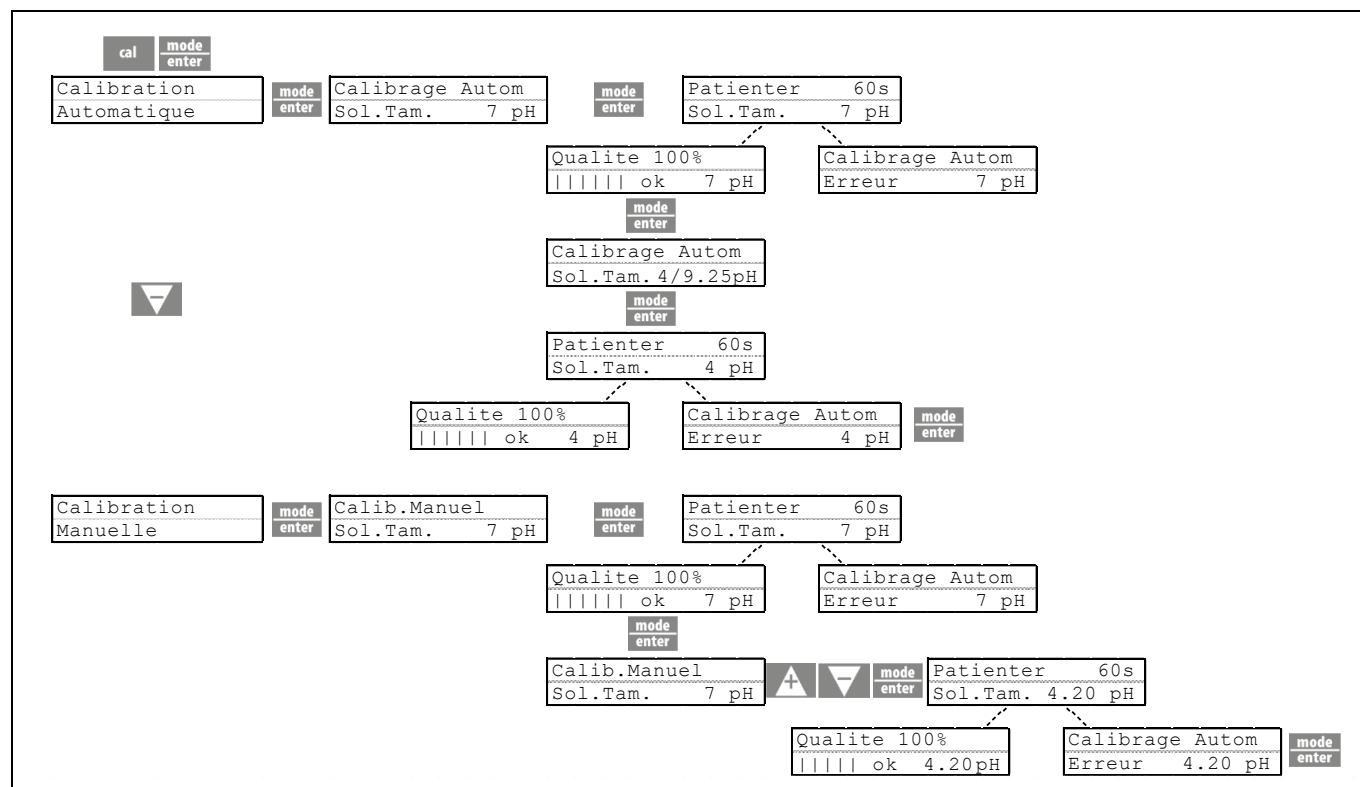 cal mode enter
Calibration
Automatique
mode
enter
Calibrage Autom
Sol.Tam. 7 pH
mode
enter
Patienter 60s
Sol.Tam. 7 pH
Qualite 100%
|||||| ok 7 pH
Calibrage Autom
Erreur 7 pH
mode
enter
Calibrage Autom
Sol.Tam. 4/9.25pH
mode
enter
Patienter 60s
Sol.Tam. 4 pH
Qualite 100%
|||||| ok 4 pH
Calibrage Autom
Erreur 4 pH
mode
enter
Calibration
Manuelle
mode
enter
Calib.Manuel
Sol.Tam. 7 pH
mode
enter
Patienter 60s
Sol.Tam. 7 pH
Qualite 100%
|||||| ok 7 pH
Calibrage Autom
Erreur 7 pH
mode
enter
Calib.Manuel
Sol.Tam. 7 pH
+
−
mode
enter
Patienter 60s
Sol.Tam. 4.20 pH
Qualite 100%
||||| ok 4.20pH
Calibrage Autom
Erreur 4.20 pH
mode
enter